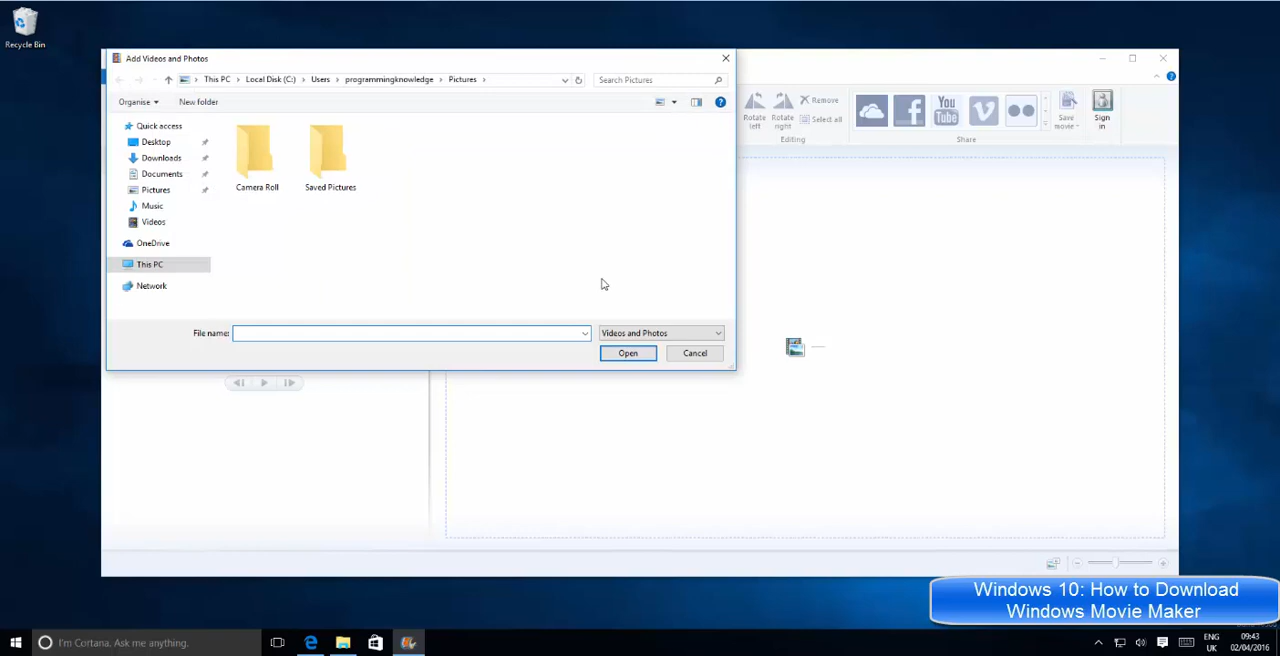 Recycle Bin
Add Videos and Photos
This PC > Local Disk (C:) > Users > programmingknowledge > Pictures >
Search Pictures
Organise
New folder
Quick access
Desktop
Downloads
Documents
Pictures
Music
Videos
OneDrive
This PC
Network
Camera Roll
Saved Pictures
File name:
Videos and Photos
Open
Cancel
Rotate left
Rotate right
Remove
Select all
Editing
You Tube
Share
Save movie
Sign in
Windows 10: How to Download
Windows Movie Maker
I'm Cortana. Ask me anything.
ENG
UK
09:43
02/04/2016